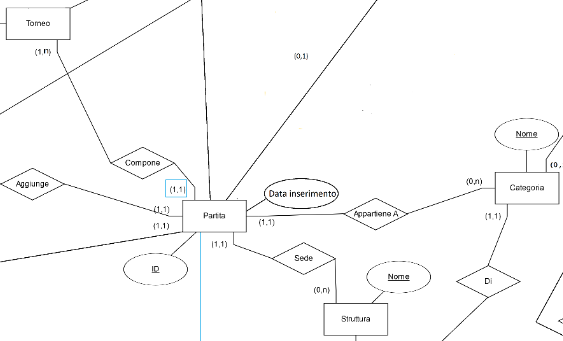 Torneo
(1,n)
(0,1)
Nome
(0,
Compone
(1,1)
(0,n)
Categoria
Aggiunge
Data inserimento
(1,1)
Partita
Appartiene A
(1,1)
(1,1)
(1,1)
(1,1)
Sede
ID
Nome
Di
(0,n)
Struttura